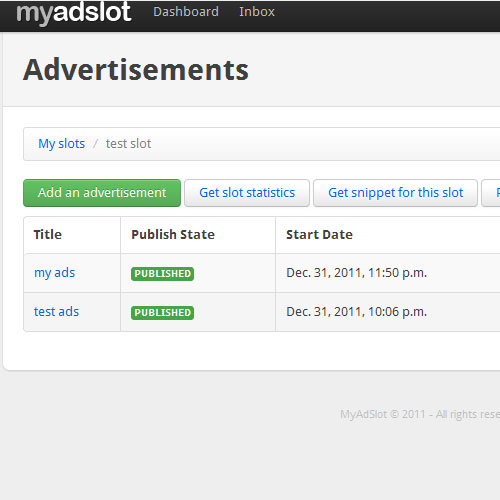 myadslot Dashboard Inbox
Advertisements
My slots / test slot
Add an advertisement Get slot statistics Get snippet for this slot
Title Publish State Start Date
my ads PUBLISHED Dec. 31, 2011, 11:50 p.m.
test ads PUBLISHED Dec. 31, 2011, 10:06 p.m.
MyAdSlot © 2011 - All rights rese